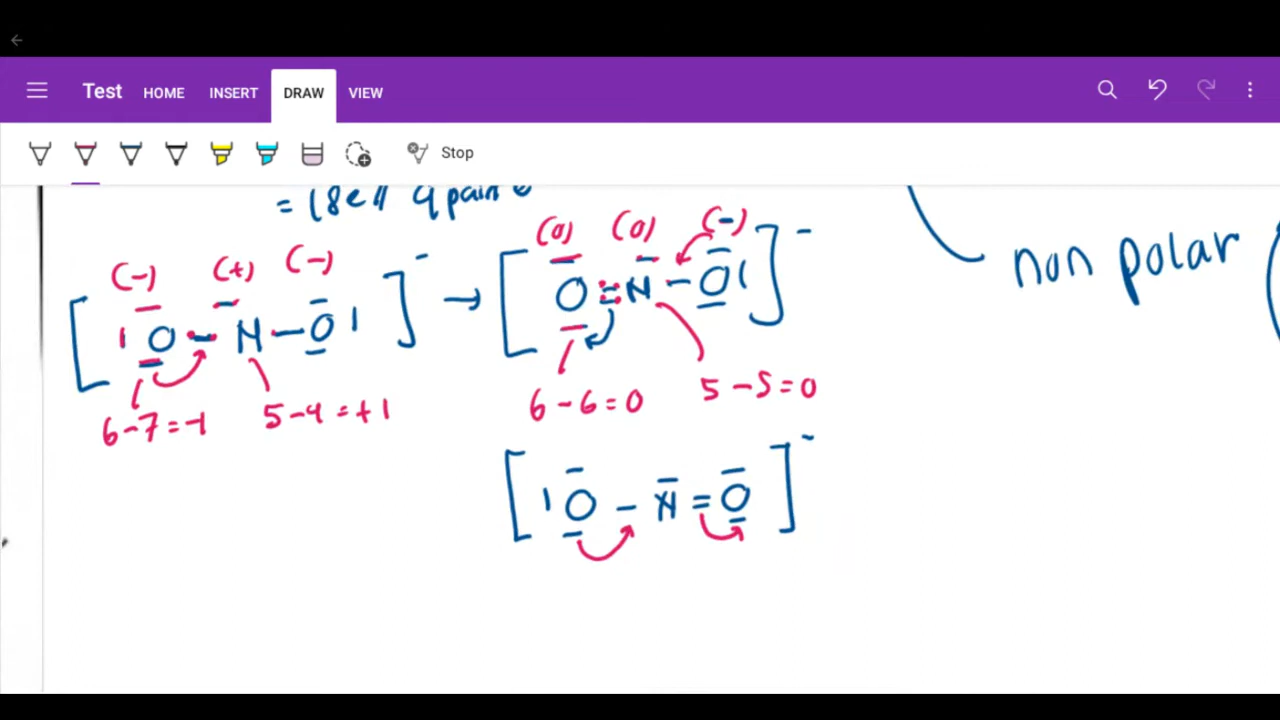 Test HOME INSERT DRAW VIEW
Stop
= 18e// 9 pair
(0) (0) (-)
(-) (+) (-)
[ |O - N - O| ]⁻ → [ O = N - O| ]⁻
non polar
6-7=-1 5-4=+1 6-6=0 5-5=0
[ |O - N = O ]⁻